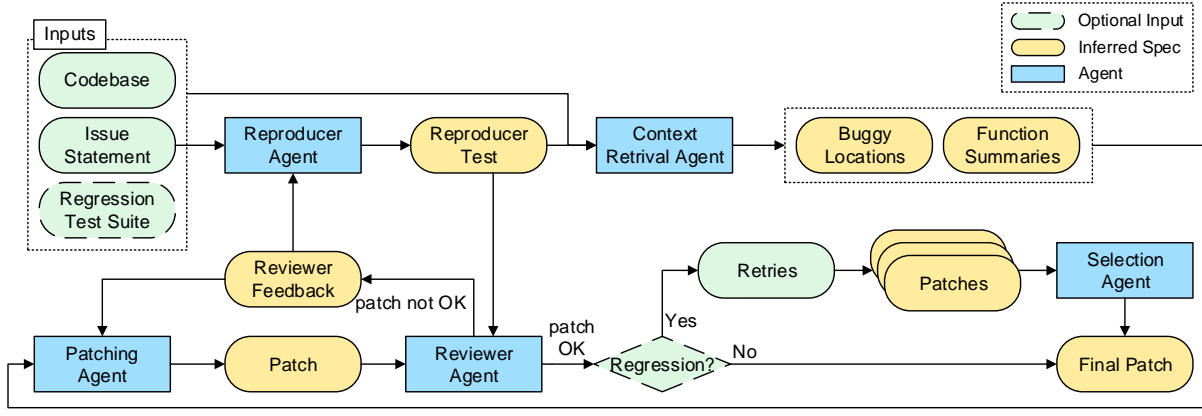 Inputs
Codebase
Issue
Statement
Regression
Test Suite
Reproducer
Agent
Reproducer
Test
Context
Retrival Agent
Buggy
Locations
Function
Summaries
Optional Input
Inferred Spec
Agent
Reviewer
Feedback
patch not OK
Patching
Agent
Patch
Reviewer
Agent
patch
OK
Regression?
Yes
No
Retries
Patches
Selection
Agent
Final Patch